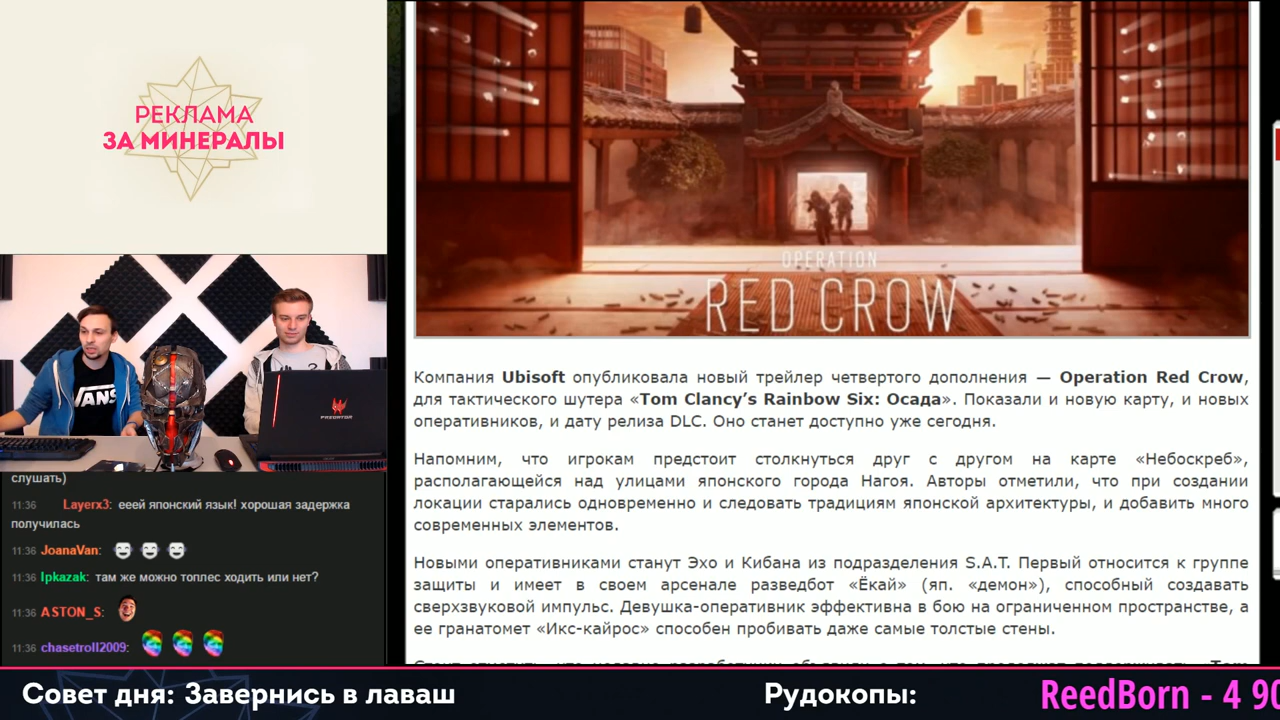 РЕКЛАМА
ЗА МИНЕРАЛЫ
VANS
PREDATOR
слушать)
11:36 Layerx3: ееей японский язык! хорошая задержка
получилась
11:36 JoanaVan:
11:36 Ipkazak: там же можно топлес ходить или нет?
11:36 ASTON_S:
11:36 chasetroll2009:
OPERATION
RED CROW
Компания Ubisoft опубликовала новый трейлер четвертого дополнения — Operation Red Crow,
для тактического шутера «Tom Clancy’s Rainbow Six: Осада». Показали и новую карту, и новых
оперативников, и дату релиза DLC. Оно станет доступно уже сегодня.
Напомним, что игрокам предстоит столкнуться друг с другом на карте «Небоскреб»,
располагающейся над улицами японского города Нагоя. Авторы отметили, что при создании
локации старались одновременно и следовать традициям японской архитектуры, и добавить много
современных элементов.
Новыми оперативниками станут Эхо и Кибана из подразделения S.A.T. Первый относится к группе
защиты и имеет в своем арсенале разведбот «Ёкай» (яп. «демон»), способный создавать
сверхзвуковой импульс. Девушка-оперативник эффективна в бою на ограниченном пространстве, а
ее гранатомет «Икс-кайрос» способен пробивать даже самые толстые стены.
Совет дня: Завернись в лаваш
Рудокопы:
ReedBorn - 4 90